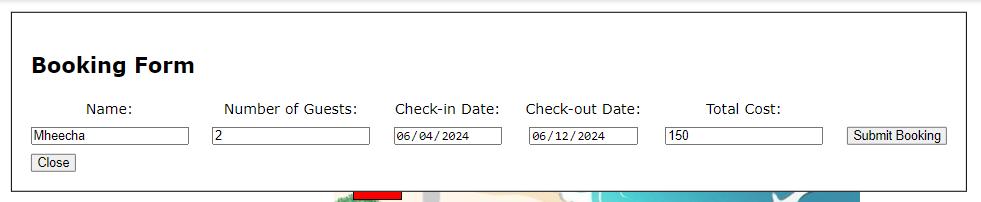 Booking Form
Name: Number of Guests: Check-in Date: Check-out Date: Total Cost:
Mheecha 2 06/04/2024 06/12/2024 150 Submit Booking
Close